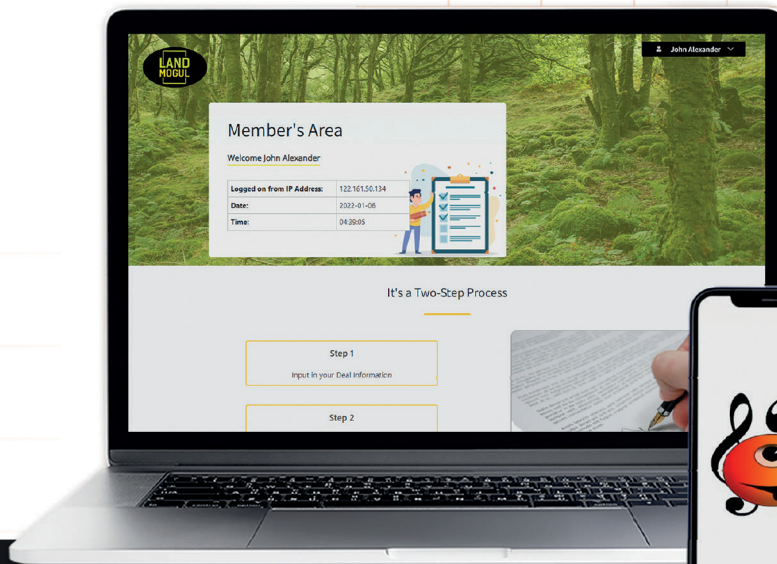 LAND
MOGUL
John Alexander
Member's Area
Welcome John Alexander
Logged on from IP Address: 122.161.50.134
Date: 2022-01-06
Time: 04:39:05
It's a Two-Step Process
Step 1
Input in your Deal Information
Step 2